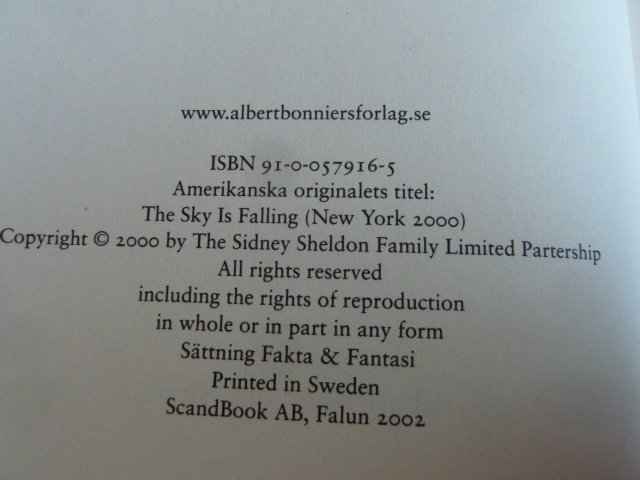 www.albertbonniersforlag.se
ISBN 91-0-057916-5
Amerikanska originalets titel:
The Sky Is Falling (New York 2000)
Copyright © 2000 by The Sidney Sheldon Family Limited Partership
All rights reserved
including the rights of reproduction
in whole or in part in any form
Sättning Fakta & Fantasi
Printed in Sweden
ScandBook AB, Falun 2002